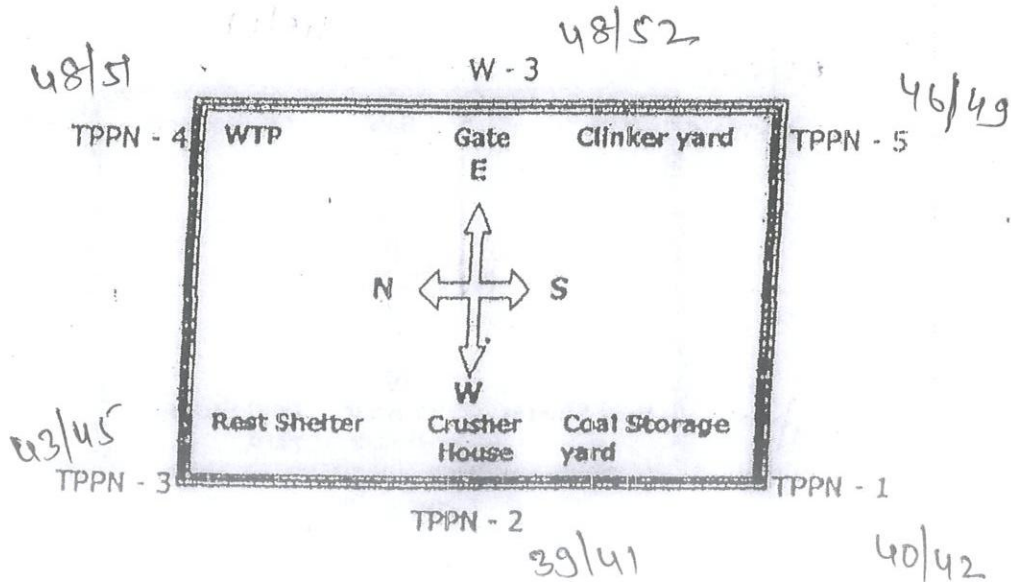 48/52
48/51
W - 3
46/49
TPPN - 4
WTP
Gate
Clinker yard
TPPN - 5
E
N
S
W
Rest Shelter
Crusher House
Coal Storage yard
43/45
TPPN - 3
TPPN - 1
TPPN - 2
39/41
40/42